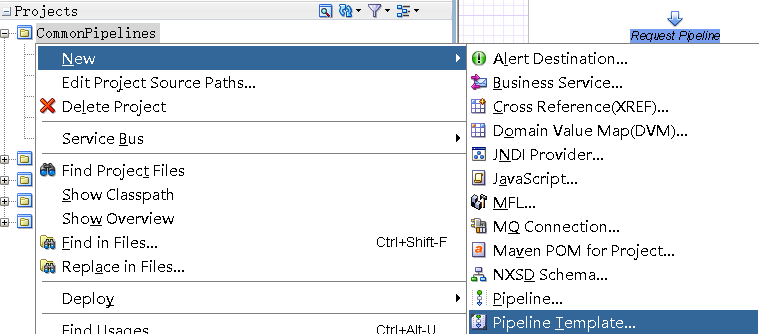 Projects
CommonPipelines
Request Pipeline
New
Edit Project Source Paths...
Delete Project
Service Bus
Find Project Files
Show Classpath
Show Overview
Find in Files... Ctrl+Shift-F
Replace in Files...
Deploy
Find Usages Ctrl+Alt-U
Alert Destination...
Business Service...
Cross Reference(XREF)...
Domain Value Map(DVM)...
JNDI Provider...
JavaScript...
MFL...
MQ Connection...
Maven POM for Project...
NXSD Schema...
Pipeline...
Pipeline Template...